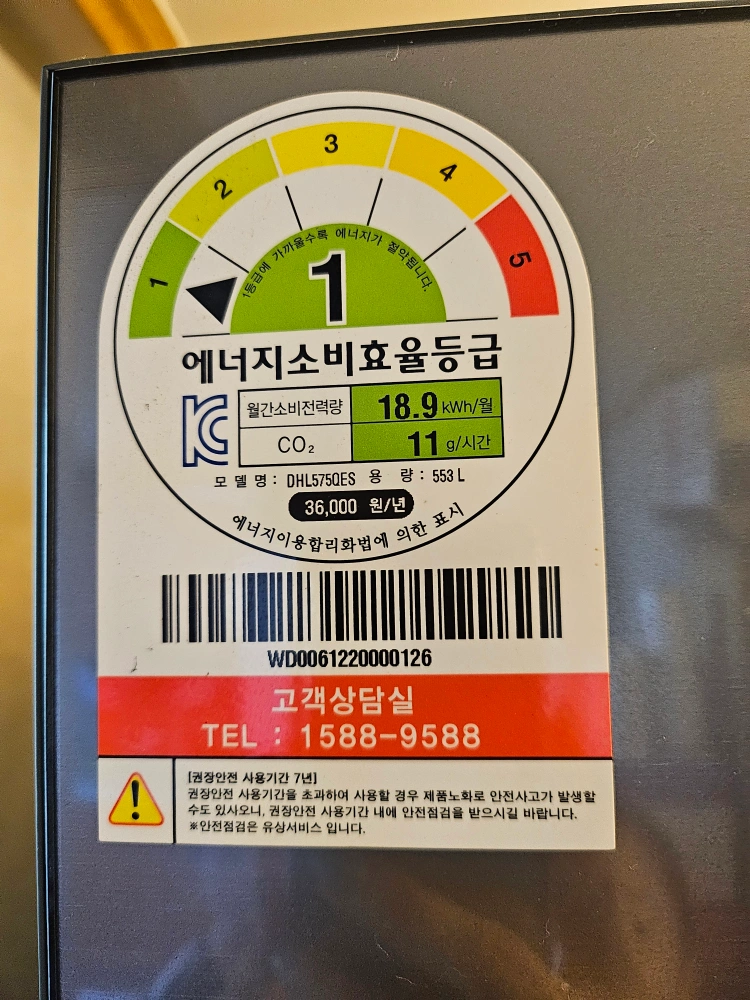 1 2 3 4 5
1등급에 가까울수록 에너지가 절약됩니다.
1
에너지소비효율등급
KC
월간소비전력량 18.9 kWh/월
CO₂ 11 g/시간
모 델 명 : DHL575QES 용 량 : 553 L
36,000 원/년
에너지이용합리화법에 의한 표시
WD0061220000126
고객상담실
TEL : 1588-9588
[권장안전 사용기간 7년]
권장안전 사용기간을 초과하여 사용할 경우 제품노화로 안전사고가 발생할
수도 있사오니, 권장안전 사용기간 내에 안전점검을 받으시길 바랍니다.
※안전점검은 유상서비스 입니다.